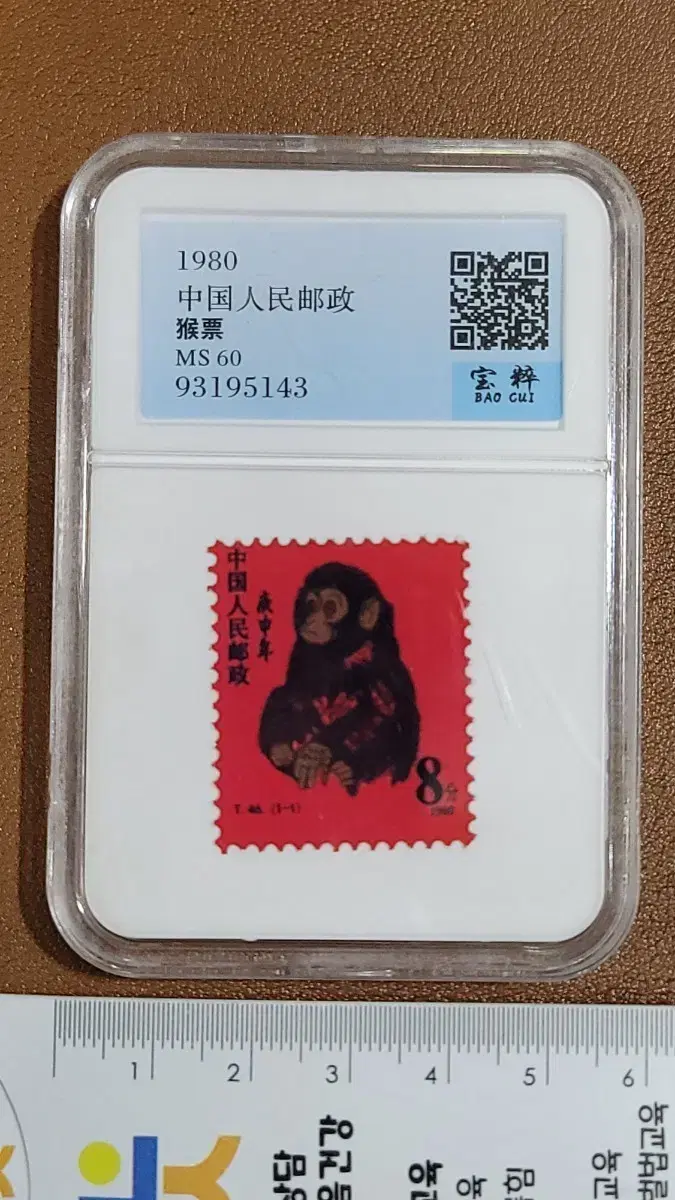 1980
中国人民邮政
猴票
MS 60
93195143
宝粹
BAO CUI
中国人民邮政
庚申年
8分
1980
T.46.(1-1)
1 2 3 4 5 6